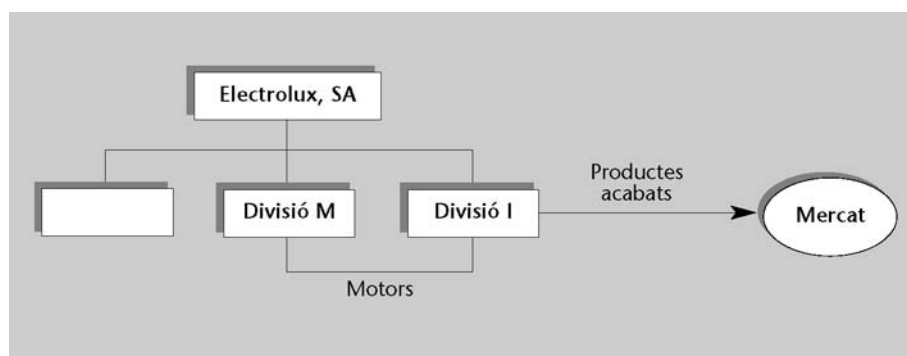 Electrolux, SA
Divisió M
Divisió I
Productes
acabats
Mercat
Motors